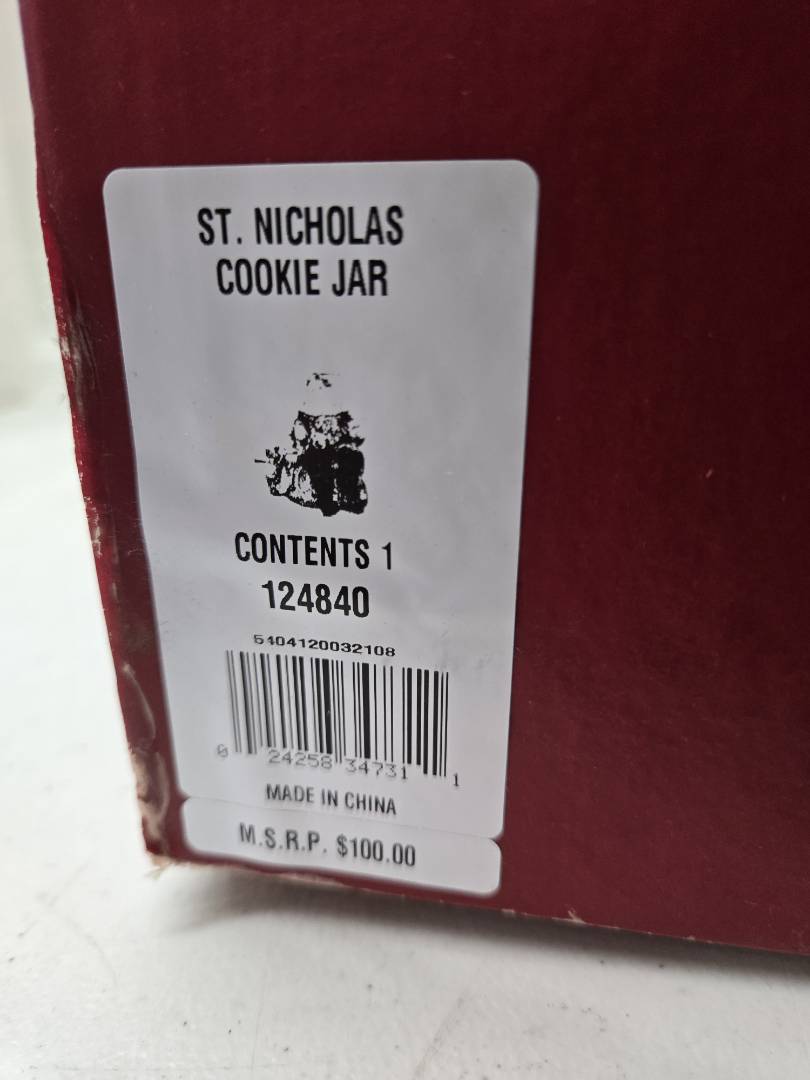 ST. NICHOLAS
COOKIE JAR
CONTENTS 1
124840
5404120032108
0 24258 34731 1
MADE IN CHINA
M.S.R.P. $100.00